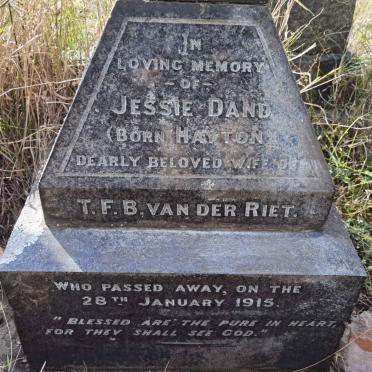 IN
LOVING MEMORY
- OF -
JESSIE DAND
(BORN HAYTON)
DEARLY BELOVED WIFE OF
T. F. B. VAN DER RIET.
WHO PASSED AWAY, ON THE
28TH JANUARY 1915.
"BLESSED ARE THE PURE IN HEART,
FOR THEY SHALL SEE GOD."